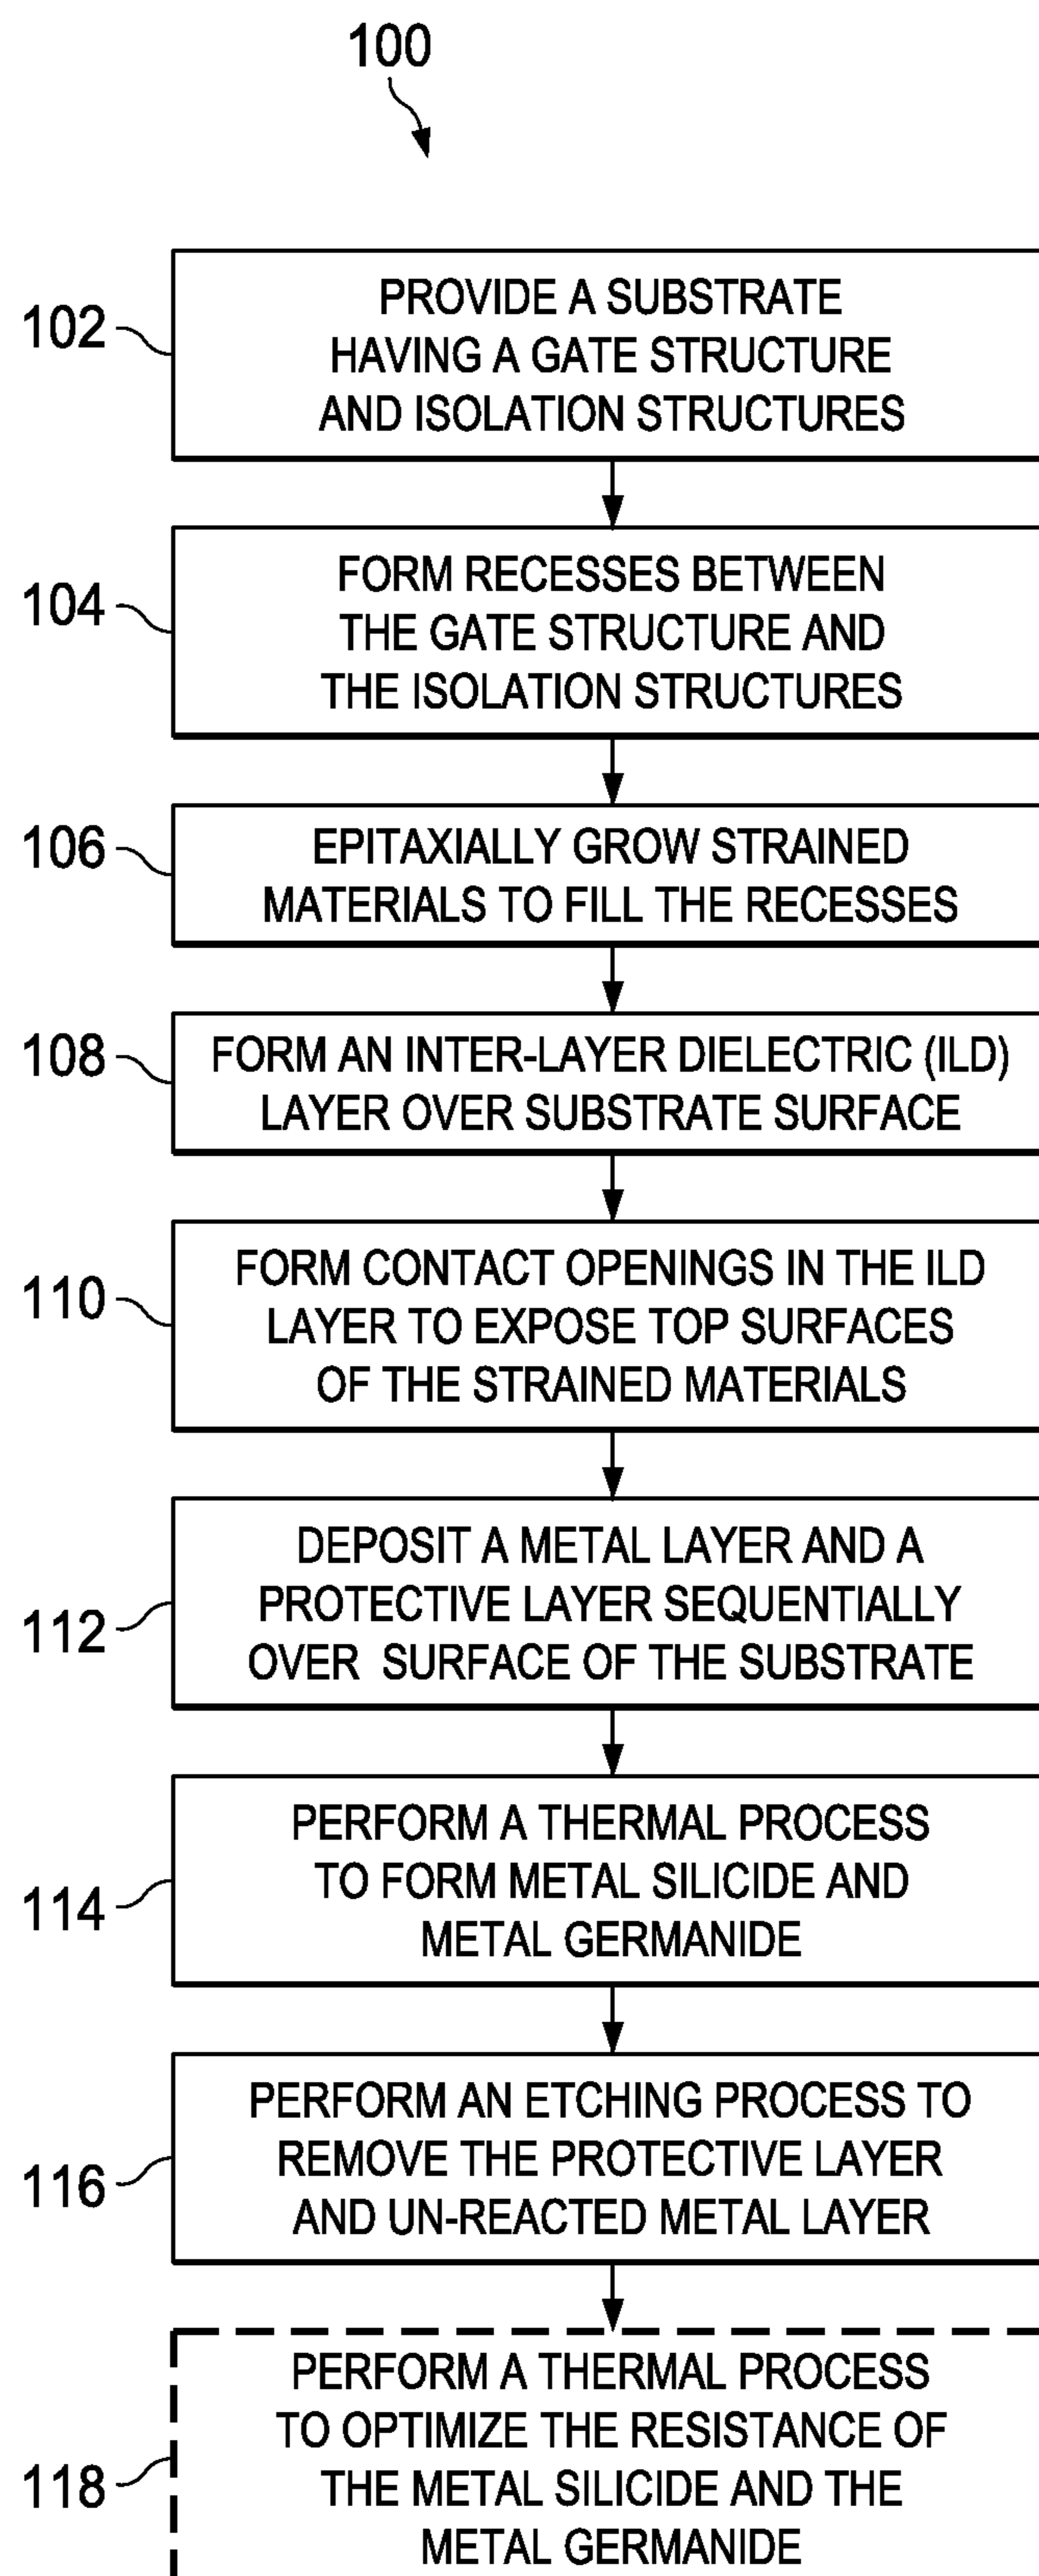 100
102
PROVIDE A SUBSTRATE
HAVING A GATE STRUCTURE
AND ISOLATION STRUCTURES
104
FORM RECESSES BETWEEN
THE GATE STRUCTURE AND
THE ISOLATION STRUCTURES
106
EPITAXIALLY GROW STRAINED
MATERIALS TO FILL THE RECESSES
108
FORM AN INTER-LAYER DIELECTRIC (ILD)
LAYER OVER SUBSTRATE SURFACE
110
FORM CONTACT OPENINGS IN THE ILD
LAYER TO EXPOSE TOP SURFACES
OF THE STRAINED MATERIALS
112
DEPOSIT A METAL LAYER AND A
PROTECTIVE LAYER SEQUENTIALLY
OVER SURFACE OF THE SUBSTRATE
114
PERFORM A THERMAL PROCESS
TO FORM METAL SILICIDE AND
METAL GERMANIDE
116
PERFORM AN ETCHING PROCESS TO
REMOVE THE PROTECTIVE LAYER
AND UN-REACTED METAL LAYER
118
PERFORM A THERMAL PROCESS
TO OPTIMIZE THE RESISTANCE OF
THE METAL SILICIDE AND THE
METAL GERMANIDE